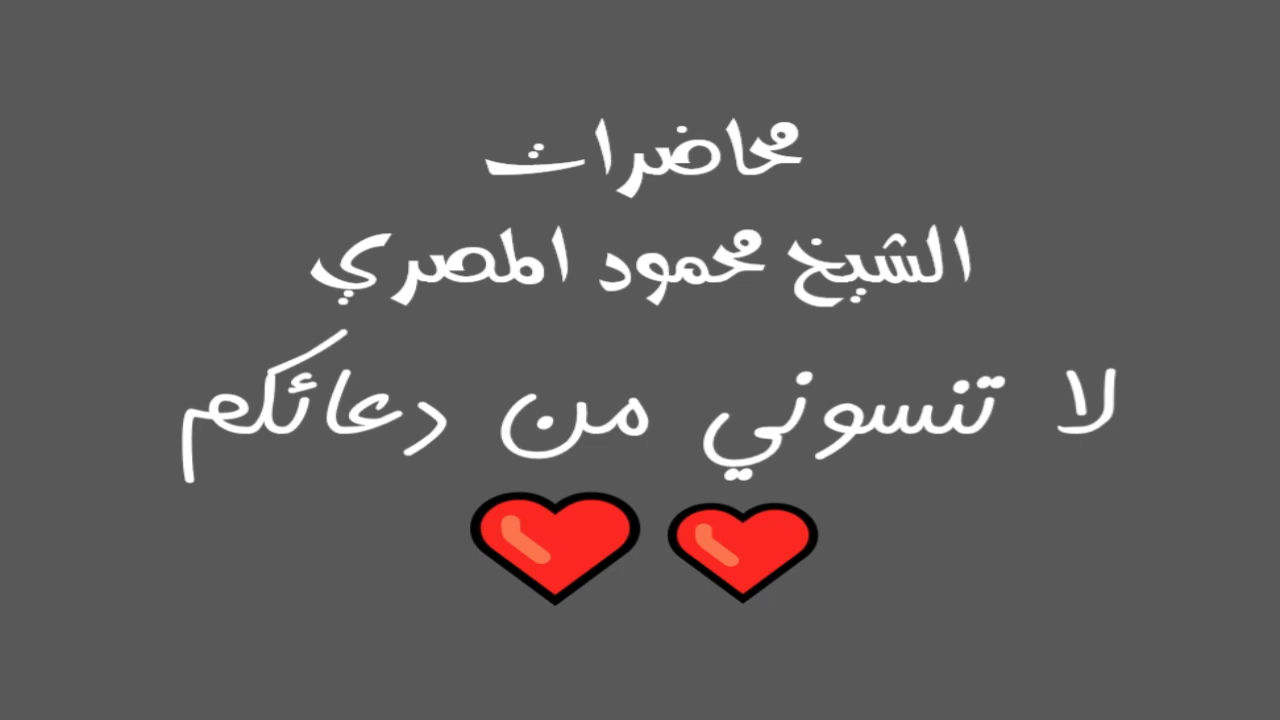 محاضرات
الشيخ محمود المصري
لا تنسوني من دعائكم